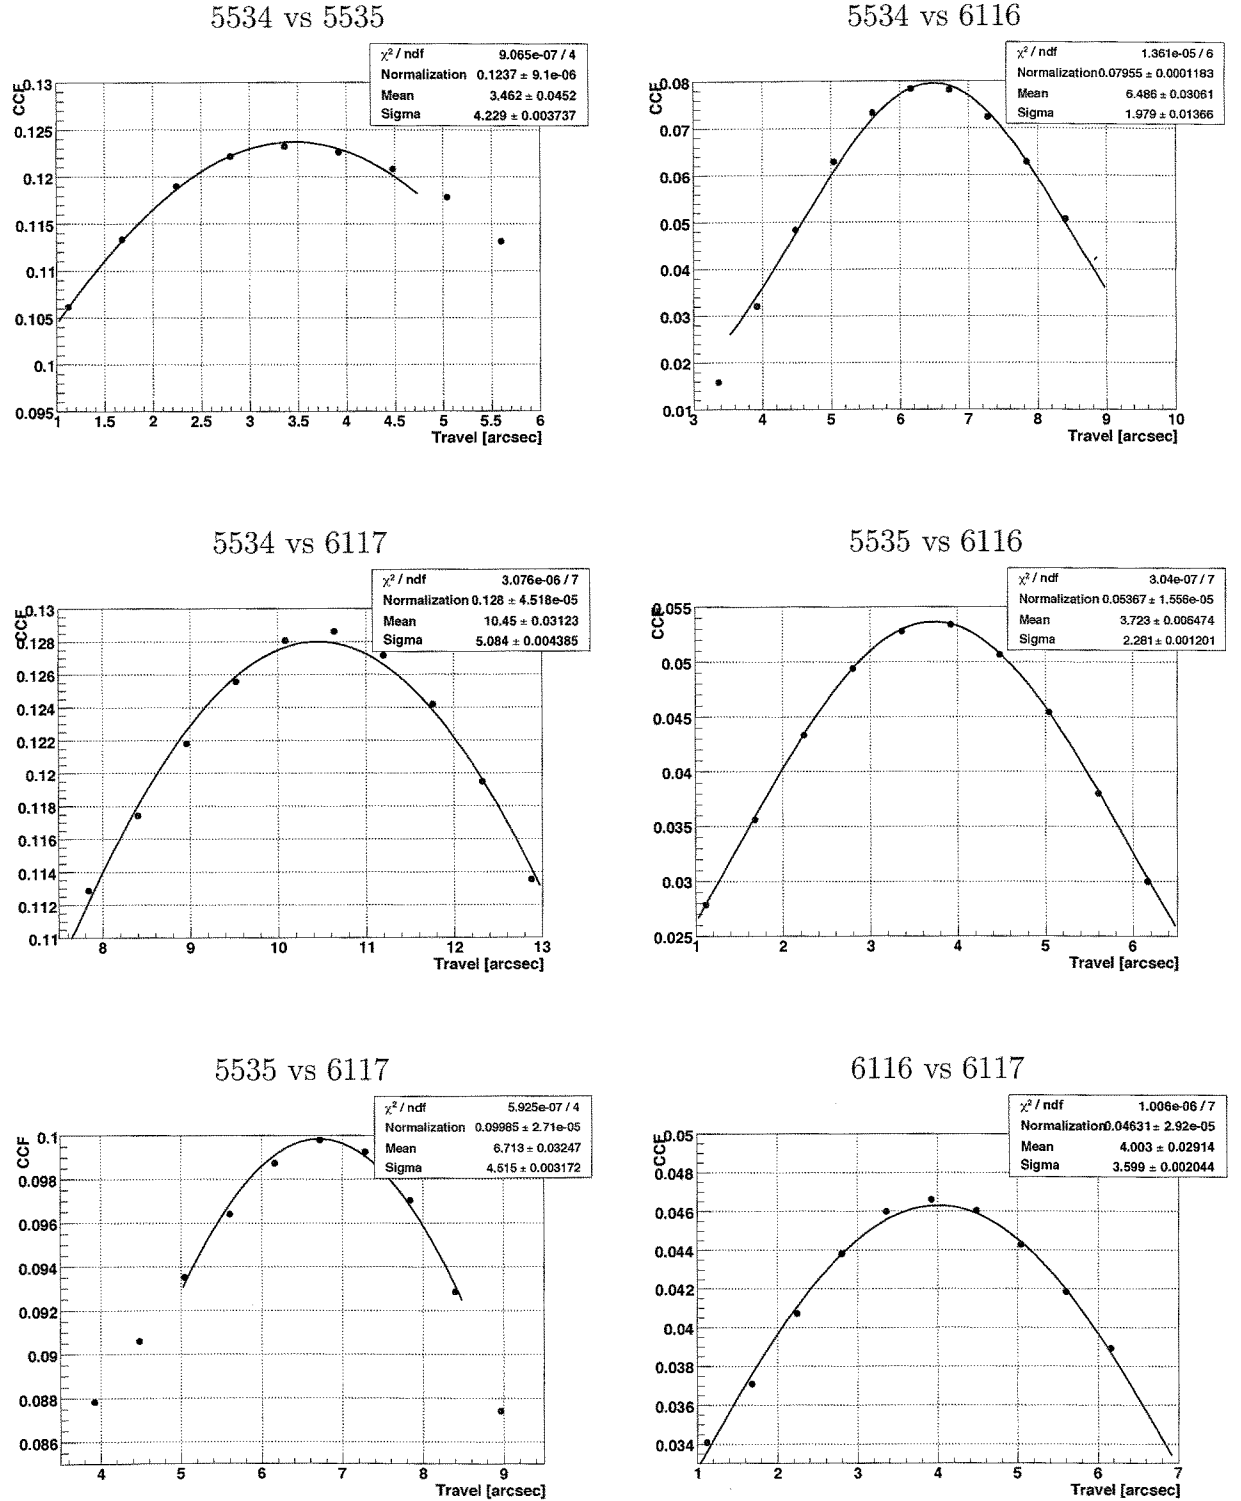 5534 vs 5535
χ² / ndf 9.065e-07 / 4
Normalization 0.1237 ± 9.1e-06
Mean 3.462 ± 0.0452
Sigma 4.229 ± 0.003737
CCF
0.13
0.125
0.12
0.115
0.11
0.105
0.1
0.095
1 1.5 2 2.5 3 3.5 4 4.5 5 5.5 6
Travel [arcsec]
5534 vs 6116
χ² / ndf 1.361e-05 / 6
Normalization 0.07955 ± 0.0001183
Mean 6.486 ± 0.03061
Sigma 1.979 ± 0.01366
CCF
0.08
0.07
0.06
0.05
0.04
0.03
0.02
0.01
3 4 5 6 7 8 9 10
Travel [arcsec]
5534 vs 6117
χ² / ndf 3.076e-06 / 7
Normalization 0.128 ± 4.518e-05
Mean 10.45 ± 0.03123
Sigma 5.084 ± 0.004385
CCF
0.13
0.128
0.126
0.124
0.122
0.12
0.118
0.116
0.114
0.112
0.11
8 9 10 11 12 13
Travel [arcsec]
5535 vs 6116
χ² / ndf 3.04e-07 / 7
Normalization 0.05367 ± 1.556e-05
Mean 3.723 ± 0.006474
Sigma 2.281 ± 0.001201
CCF
0.055
0.05
0.045
0.04
0.035
0.03
0.025
1 2 3 4 5 6
Travel [arcsec]
5535 vs 6117
χ² / ndf 5.925e-07 / 4
Normalization 0.09985 ± 2.71e-05
Mean 6.713 ± 0.03247
Sigma 4.515 ± 0.003172
CCF
0.1
0.098
0.096
0.094
0.092
0.09
0.088
0.086
4 5 6 7 8 9
Travel [arcsec]
6116 vs 6117
χ² / ndf 1.006e-06 / 7
Normalization 0.04631 ± 2.92e-05
Mean 4.003 ± 0.02914
Sigma 3.599 ± 0.002044
CCF
0.05
0.048
0.046
0.044
0.042
0.04
0.038
0.036
0.034
1 2 3 4 5 6 7
Travel [arcsec]